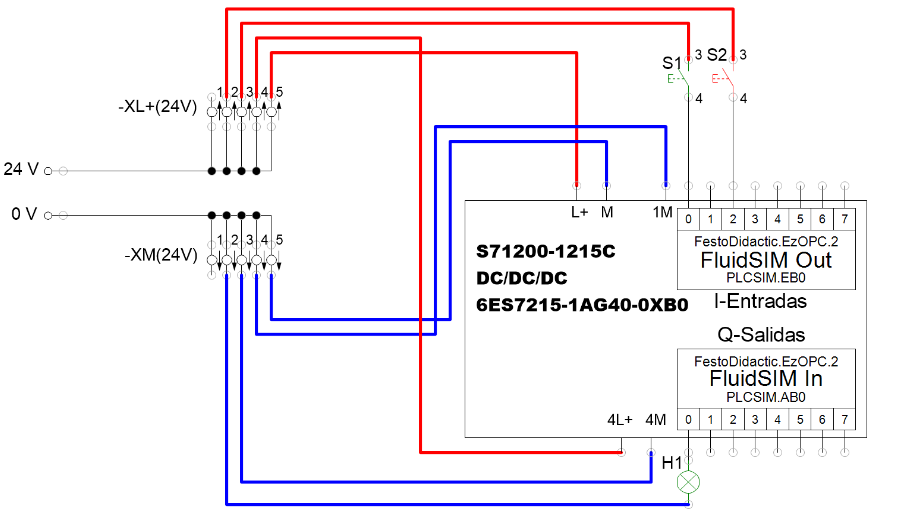 S1
3
S2
3
4
4
-XL+(24V)
1 2 3 4 5
24 V
0 V
-XM(24V)
1 2 3 4 5
L+ M 1M
0 1 2 3 4 5 6 7
FestoDidactic.EzOPC.2
FluidSIM Out
PLCSIM.EB0
S71200-1215C
DC/DC/DC
6ES7215-1AG40-0XB0
I-Entradas
Q-Salidas
FestoDidactic.EzOPC.2
FluidSIM In
PLCSIM.AB0
4L+ 4M
0 1 2 3 4 5 6 7
H1